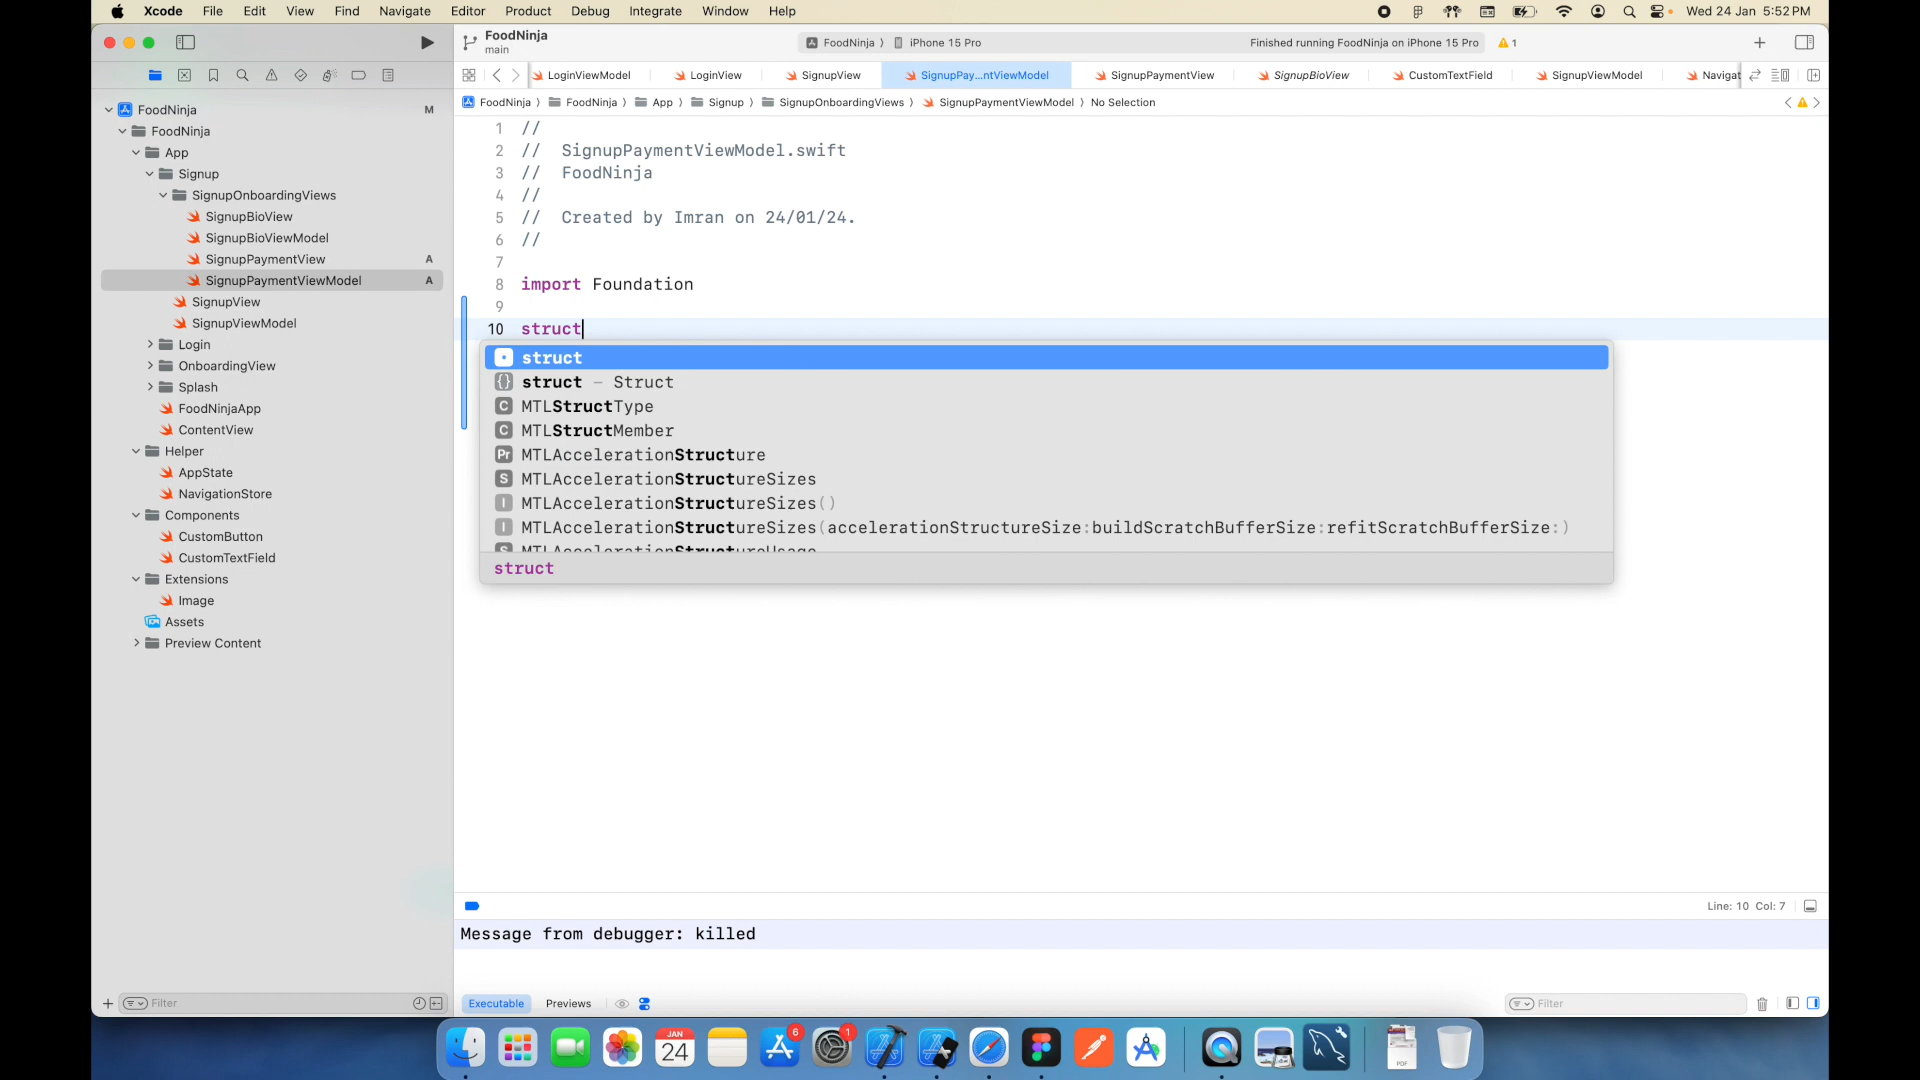 Xcode File Edit View Find Navigate Editor Product Debug Integrate Window Help Wed 24 Jan 5:52 PM
FoodNinja
main
FoodNinja ⟩ iPhone 15 Pro Finished running FoodNinja on iPhone 15 Pro 1
LoginViewModel LoginView SignupView SignupPay...ntViewModel SignupPaymentView SignupBioView CustomTextField SignupViewModel Navigat
FoodNinja ⟩ FoodNinja ⟩ App ⟩ Signup ⟩ SignupOnboardingViews ⟩ SignupPaymentViewModel ⟩ No Selection
FoodNinja M
FoodNinja
App
Signup
SignupOnboardingViews
SignupBioView
SignupBioViewModel
SignupPaymentView A
SignupPaymentViewModel A
SignupView
SignupViewModel
Login
OnboardingView
Splash
FoodNinjaApp
ContentView
Helper
AppState
NavigationStore
Components
CustomButton
CustomTextField
Extensions
Image
Assets
Preview Content
Filter
1 //
2 //  SignupPaymentViewModel.swift
3 //  FoodNinja
4 //
5 //  Created by Imran on 24/01/24.
6 //
7
8 import Foundation
9
10 struct
struct
{} struct – Struct
C MTLStructType
C MTLStructMember
Pr MTLAccelerationStructure
S MTLAccelerationStructureSizes
I MTLAccelerationStructureSizes()
I MTLAccelerationStructureSizes(accelerationStructureSize:buildScratchBufferSize:refitScratchBufferSize:)
S MTLAccelerationStructureUsage
struct
Line: 10 Col: 7
Message from debugger: killed
Executable Previews Filter
JAN
24
6
1
PDF